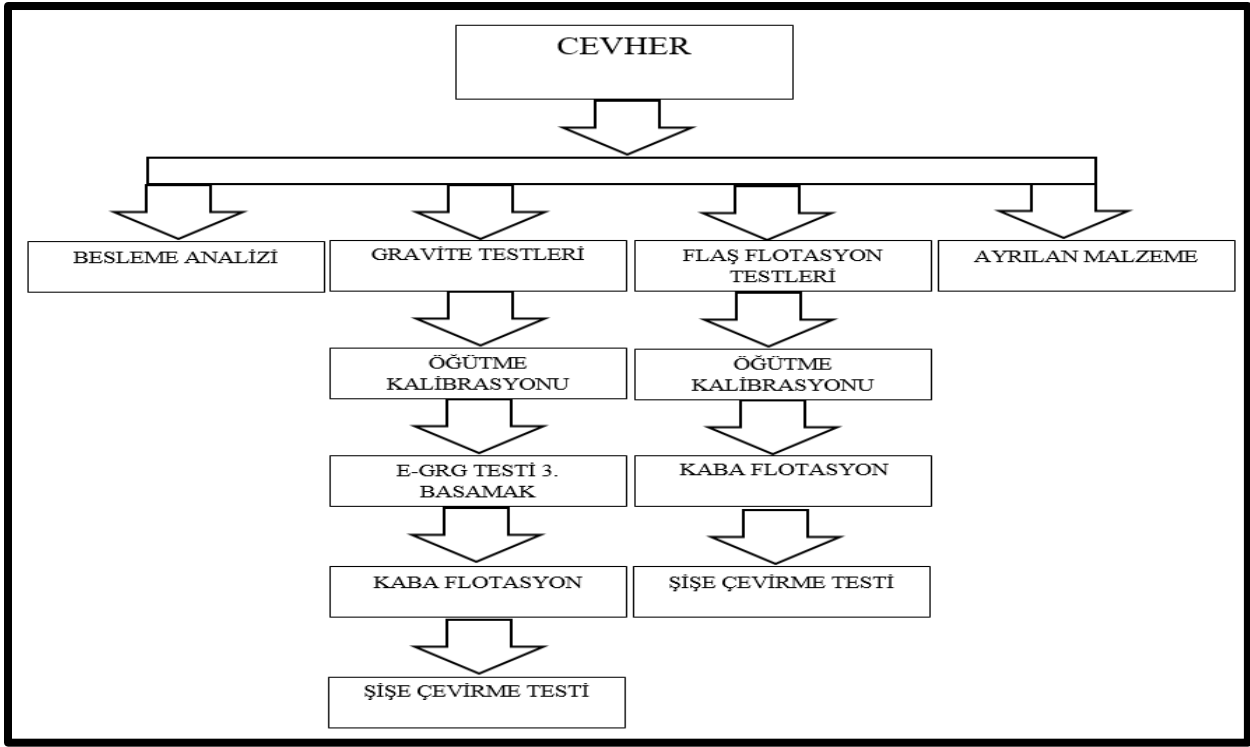 CEVHER
BESLEME ANALİZİ
GRAVİTE TESTLERİ
FLAŞ FLOTASYON
TESTLERİ
AYRILAN MALZEME
ÖĞÜTME
KALİBRASYONU
ÖĞÜTME
KALİBRASYONU
E-GRG TESTİ 3.
BASAMAK
KABA FLOTASYON
KABA FLOTASYON
ŞİŞE ÇEVİRME TESTİ
ŞİŞE ÇEVİRME TESTİ